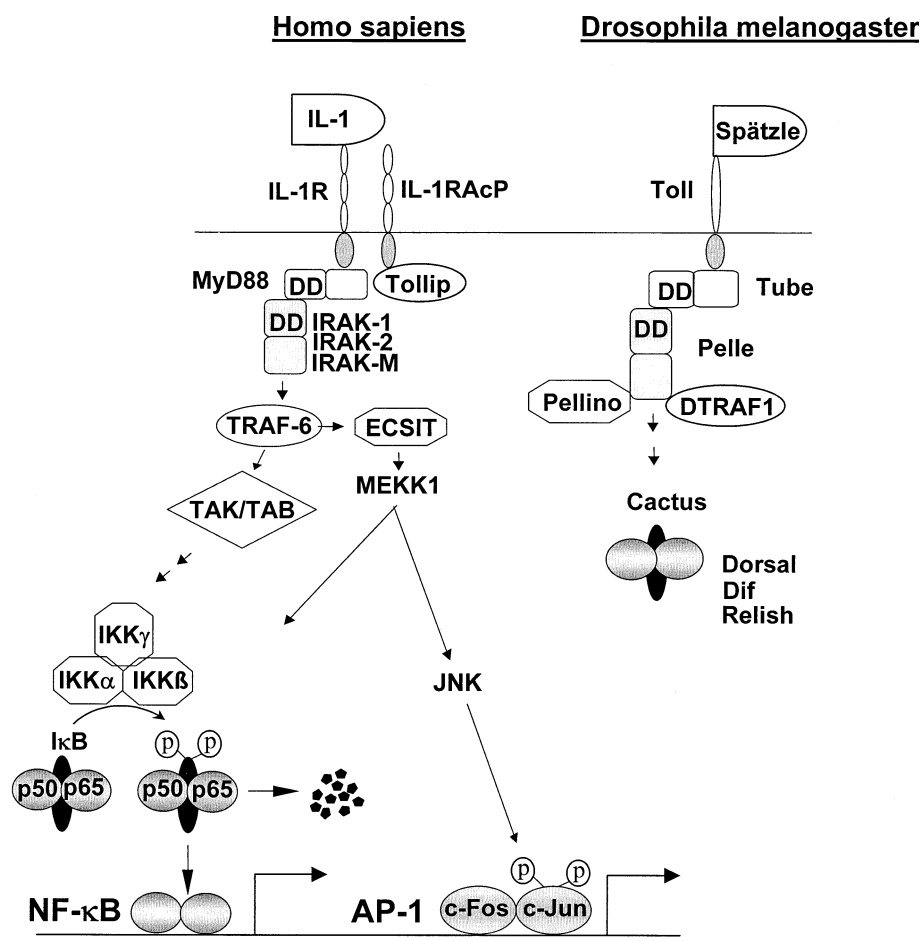 Homo sapiens
Drosophila melanogaster
IL-1
Spätzle
IL-1R
IL-1RAcP
Toll
MyD88
DD
Tollip
DD
Tube
DD
IRAK-1
IRAK-2
IRAK-M
DD
Pelle
Pellino
DTRAF1
TRAF-6
ECSIT
MEKK1
TAK/TAB
Cactus
Dorsal
Dif
Relish
IKKγ
IKKα
IKKß
JNK
IκB
p
p
p50
p65
p50
p65
p
p
NF-κB
AP-1
c-Fos
c-Jun